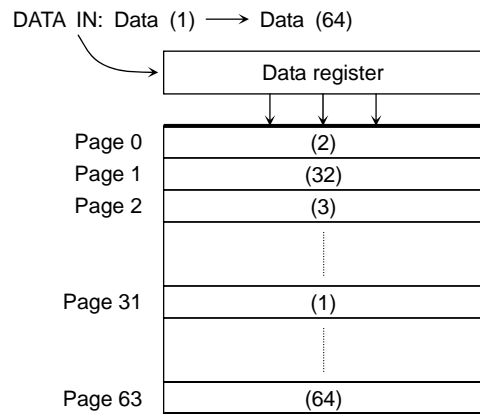 DATA IN: Data (1) → Data (64)
Data register
Page 0 (2)
Page 1 (32)
Page 2 (3)
Page 31 (1)
Page 63 (64)